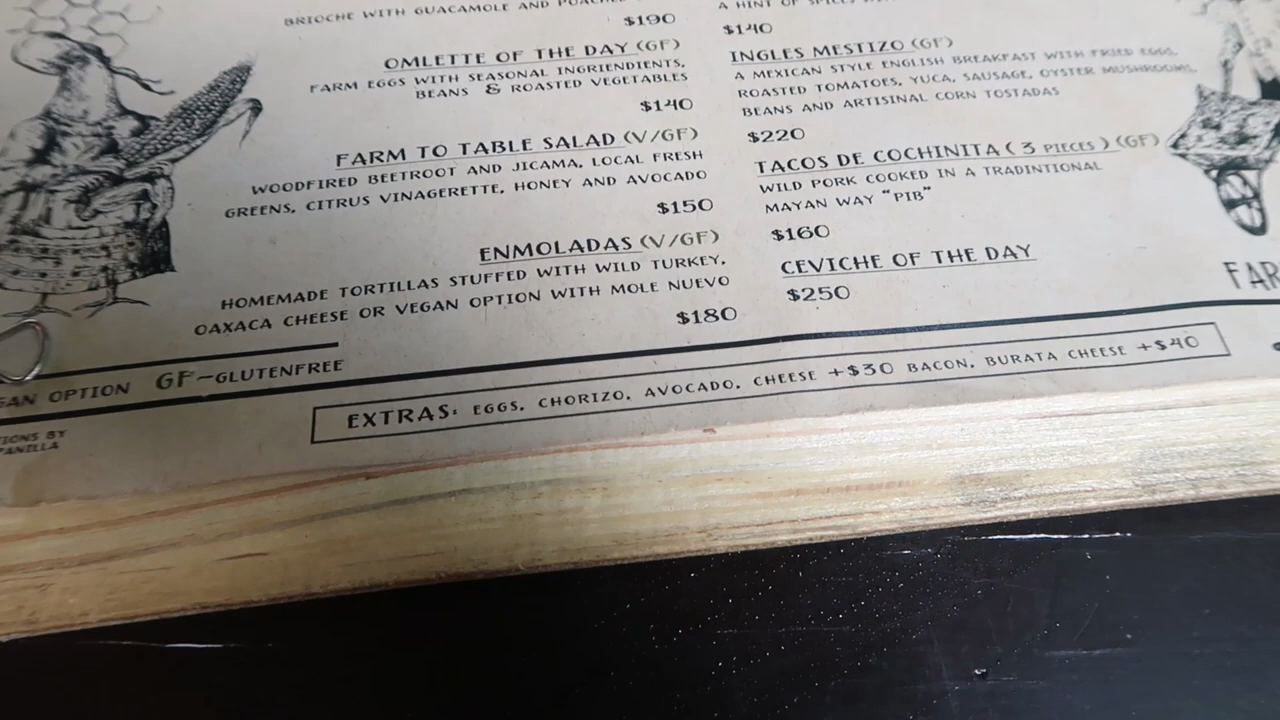 BRIOCHE WITH GUACAMOLE AND POACHED
$190
OMLETTE OF THE DAY (GF)
FARM EGGS WITH SEASONAL INGRIENDIENTS,
BEANS & ROASTED VEGETABLES
$140
FARM TO TABLE SALAD (V/GF)
WOODFIRED BEETROOT AND JICAMA, LOCAL FRESH
GREENS, CITRUS VINAGERETTE, HONEY AND AVOCADO
$150
ENMOLADAS (V/GF)
HOMEMADE TORTILLAS STUFFED WITH WILD TURKEY,
OAXACA CHEESE OR VEGAN OPTION WITH MOLE NUEVO
$180
A HINT OF
$140
INGLES MESTIZO (GF)
A MEXICAN STYLE ENGLISH BREAKFAST WITH FRIED EGGS,
ROASTED TOMATOES, YUCA, SAUSAGE, OYSTER MUSHROOMS,
BEANS AND ARTISINAL CORN TOSTADAS
$220
TACOS DE COCHINITA ( 3 PIECES ) (GF)
WILD PORK COOKED IN A TRADINTIONAL
MAYAN WAY "PIB"
$160
CEVICHE OF THE DAY
$250
FAR
GAN OPTION GF-GLUTENFREE
EXTRAS: EGGS, CHORIZO, AVOCADO, CHEESE +$30 BACON, BURATA CHEESE +$40
TIONS BY